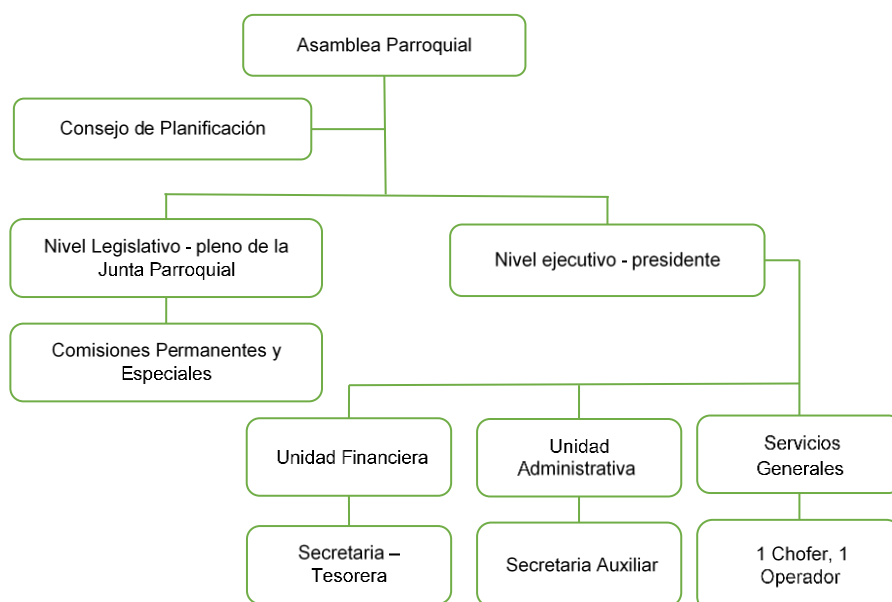 Asamblea Parroquial
Consejo de Planificación
Nivel Legislativo - pleno de la
Junta Parroquial
Nivel ejecutivo - presidente
Comisiones Permanentes y
Especiales
Unidad Financiera
Unidad
Administrativa
Servicios
Generales
Secretaria –
Tesorera
Secretaria Auxiliar
1 Chofer, 1
Operador